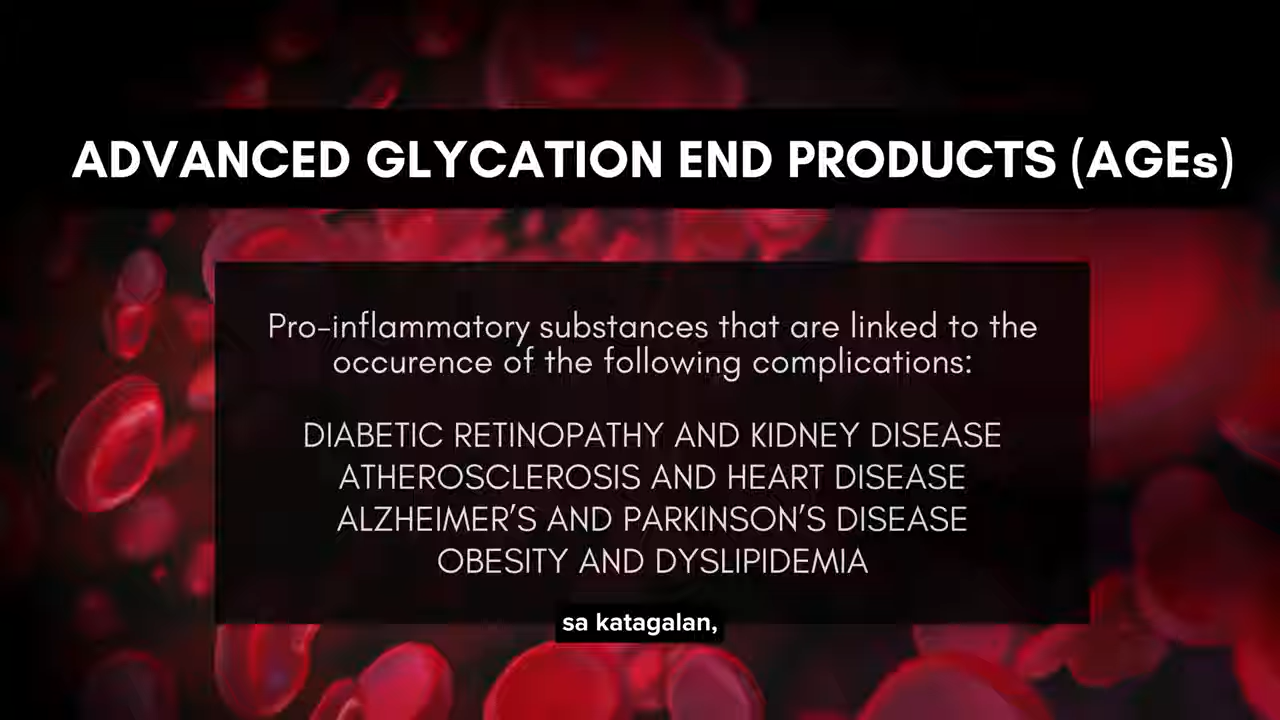 ADVANCED GLYCATION END PRODUCTS (AGEs)
Pro-inflammatory substances that are linked to the
occurence of the following complications:
DIABETIC RETINOPATHY AND KIDNEY DISEASE
ATHEROSCLEROSIS AND HEART DISEASE
ALZHEIMER'S AND PARKINSON'S DISEASE
OBESITY AND DYSLIPIDEMIA
sa katagalan,